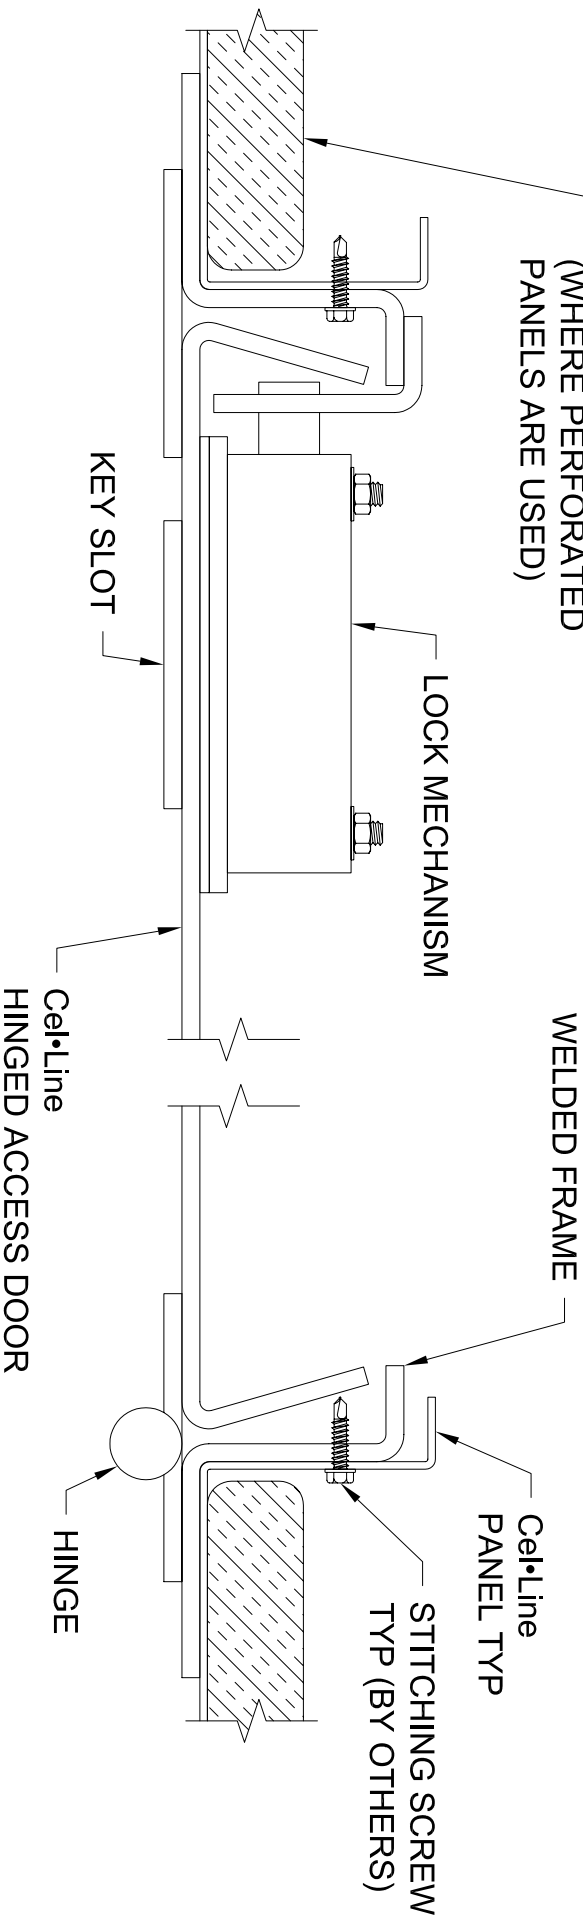 (WHERE PERFORATED
PANELS ARE USED)
KEY SLOT
LOCK MECHANISM
Cel•Line
HINGED ACCESS DOOR
WELDED FRAME
Cel•Line
PANEL TYP
STITCHING SCREW
TYP (BY OTHERS)
HINGE